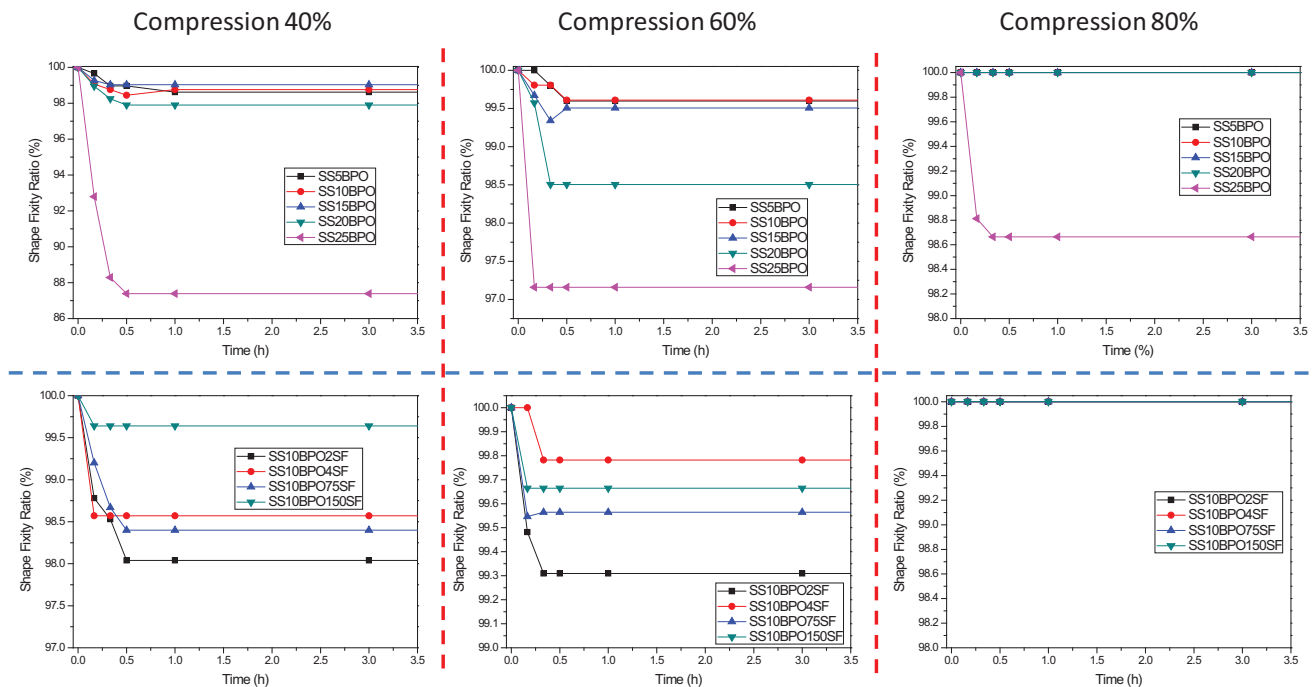 Compression 40%
Compression 60%
Compression 80%
Shape Fixity Ratio (%)
100
98
96
94
92
90
88
86
SS5BPO
SS10BPO
SS15BPO
SS20BPO
SS25BPO
0.0 0.5 1.0 1.5 2.0 2.5 3.0 3.5
Time (h)
Shape Fixity Ratio (%)
100.0
99.5
99.0
98.5
98.0
97.5
97.0
SS5BPO
SS10BPO
SS15BPO
SS20BPO
SS25BPO
0.0 0.5 1.0 1.5 2.0 2.5 3.0 3.5
Time (h)
Shape Fixity Ratio (%)
100.0
99.8
99.6
99.4
99.2
99.0
98.8
98.6
98.4
98.2
98.0
SS5BPO
SS10BPO
SS15BPO
SS20BPO
SS25BPO
0.0 0.5 1.0 1.5 2.0 2.5 3.0 3.5
Time (%)
Shape Fixity Ratio (%)
100.0
99.5
99.0
98.5
98.0
97.5
97.0
SS10BPO2SF
SS10BPO4SF
SS10BPO75SF
SS10BPO150SF
0.0 0.5 1.0 1.5 2.0 2.5 3.0 3.5
Time (h)
Shape Fixity Ratio (%)
100.0
99.9
99.8
99.7
99.6
99.5
99.4
99.3
99.2
99.1
99.0
SS10BPO2SF
SS10BPO4SF
SS10BPO75SF
SS10BPO150SF
0.0 0.5 1.0 1.5 2.0 2.5 3.0 3.5
Time (h)
Shape Fixity Ratio (%)
100.0
99.8
99.6
99.4
99.2
99.0
98.8
98.6
98.4
98.2
98.0
SS10BPO2SF
SS10BPO4SF
SS10BPO75SF
SS10BPO150SF
0.0 0.5 1.0 1.5 2.0 2.5 3.0 3.5
Time (h)